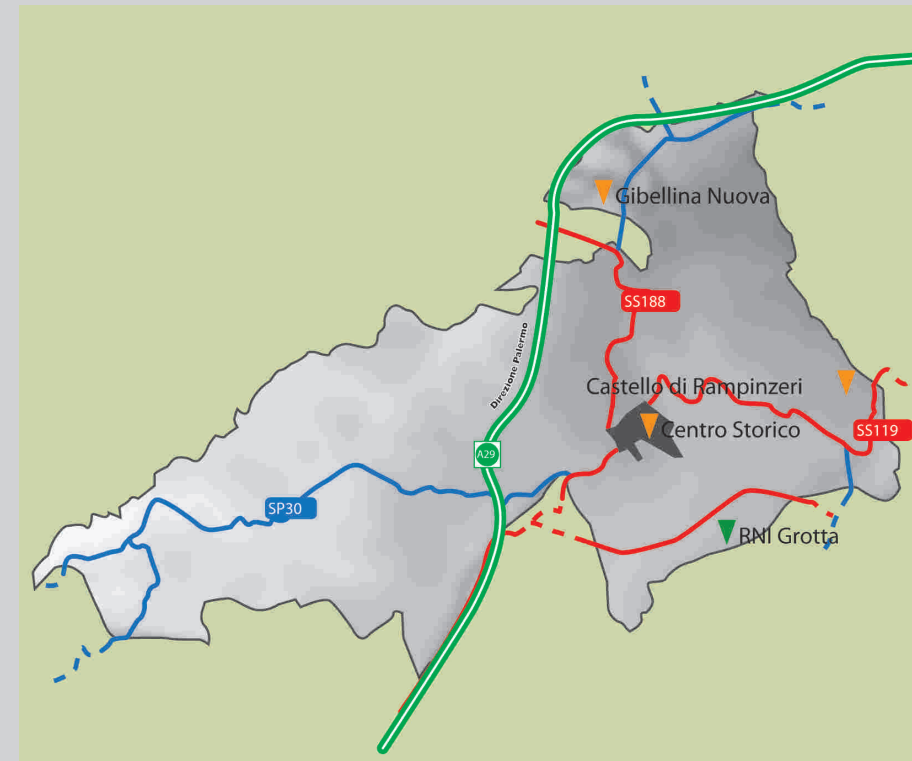 Gibellina Nuova
SS188
Direzione Palermo
Castello di Rampinzeri
Centro Storico
SS119
A29
SP30
RNI Grotta